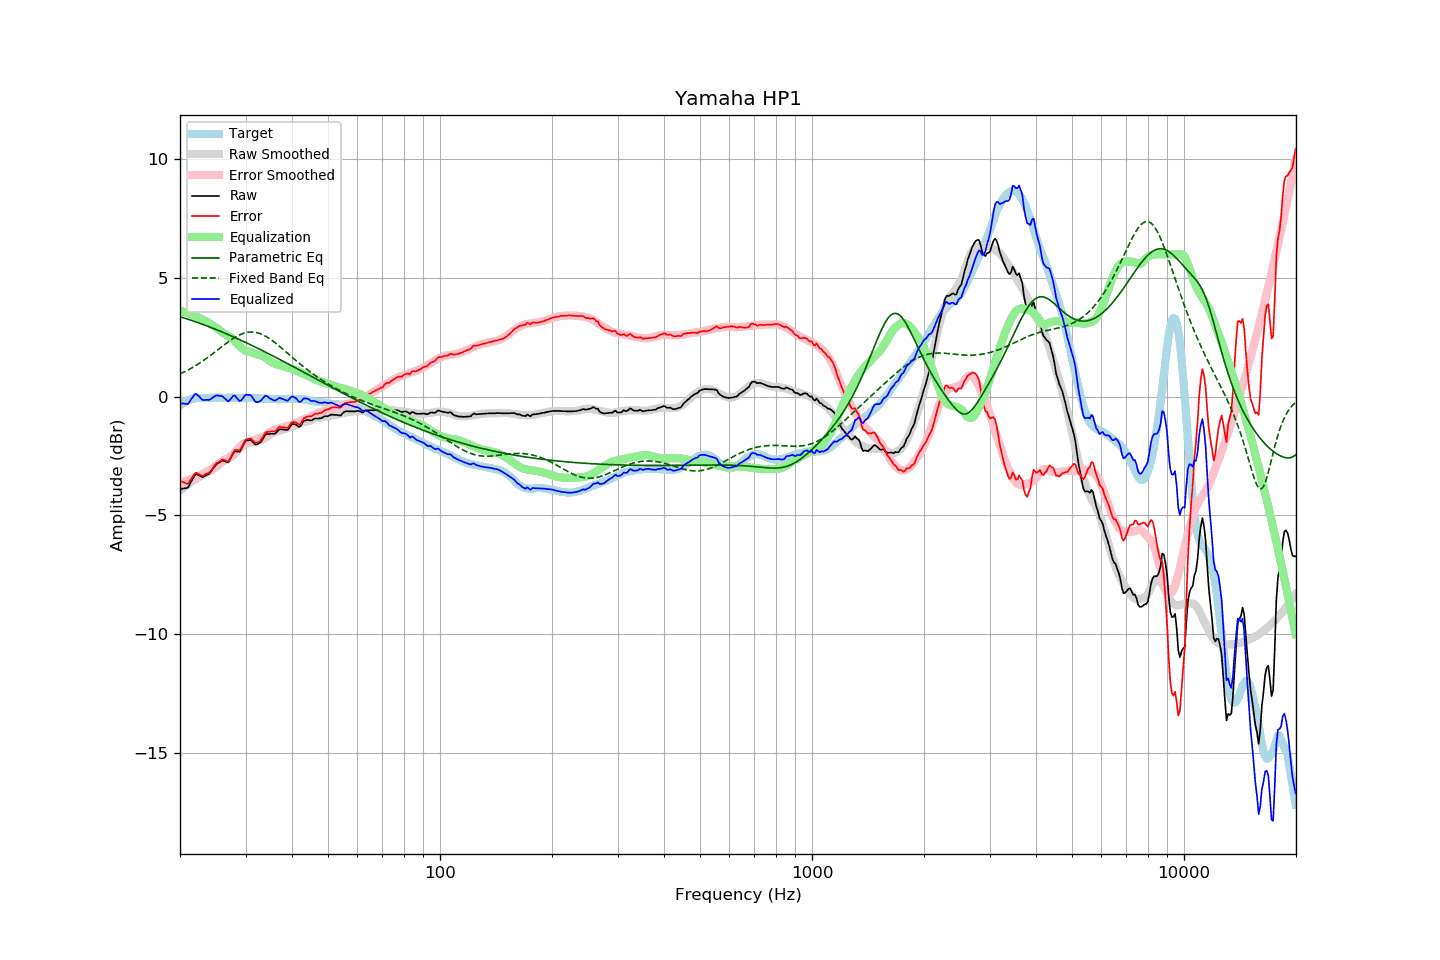 Yamaha HP1
Target
Raw Smoothed
Error Smoothed
Raw
Error
Equalization
Parametric Eq
Fixed Band Eq
Equalized
10
5
0
−5
−10
−15
Amplitude (dBr)
100
1000
10000
Frequency (Hz)